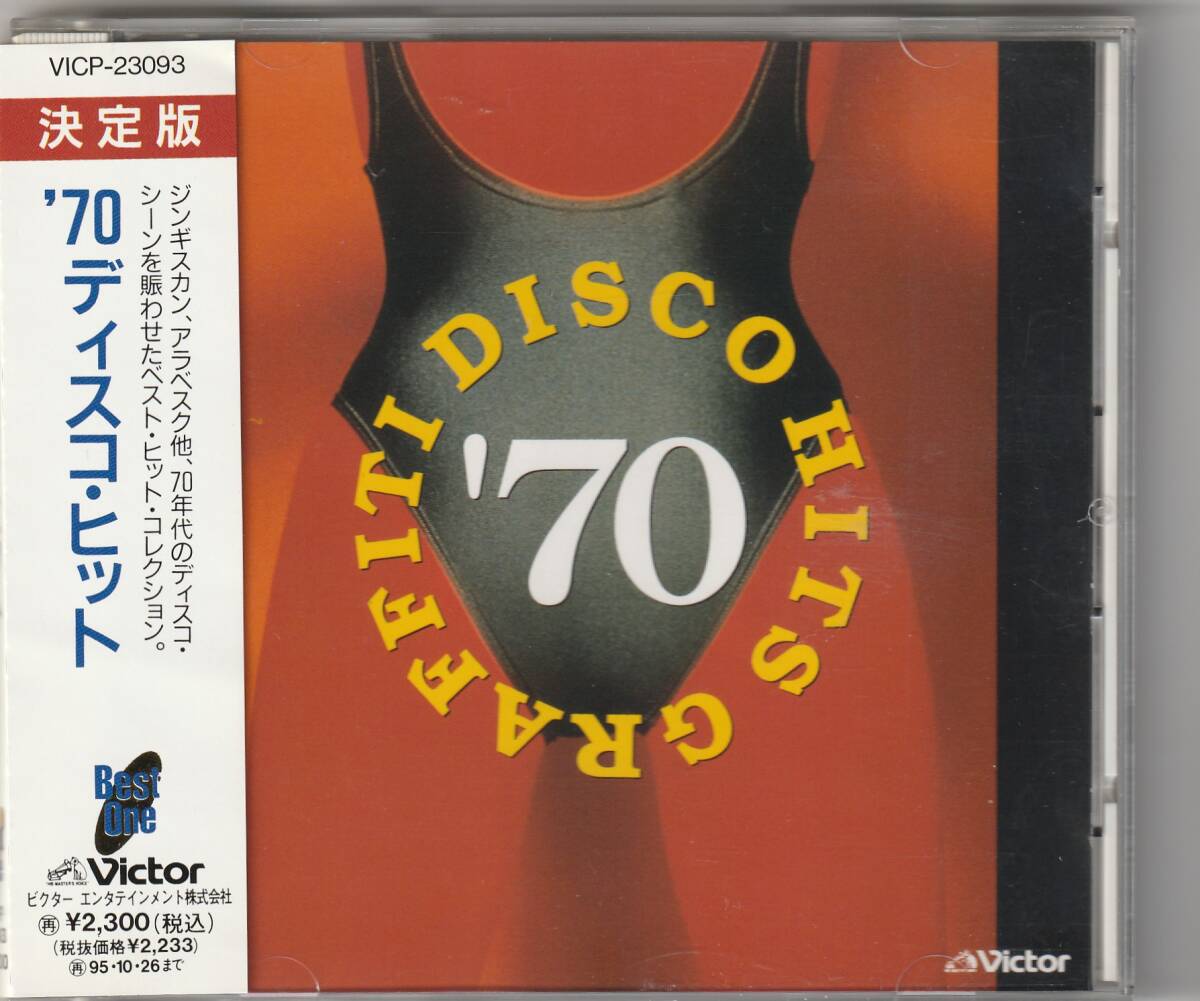 VICP-23093
決定版
'70 ディスコ・ヒット
ジンギスカン、アラベスク他、70年代のディスコ・
シーンを賑わせたベスト・ヒット・コレクション。
Best
One
"HIS MASTER'S VOICE"
Victor
ビクター エンタテインメント株式会社
再 ¥2,300(税込)
(税抜価格¥2,233)
再 95・10・26まで
DISCO HITS GRAFFITI
'70
Victor